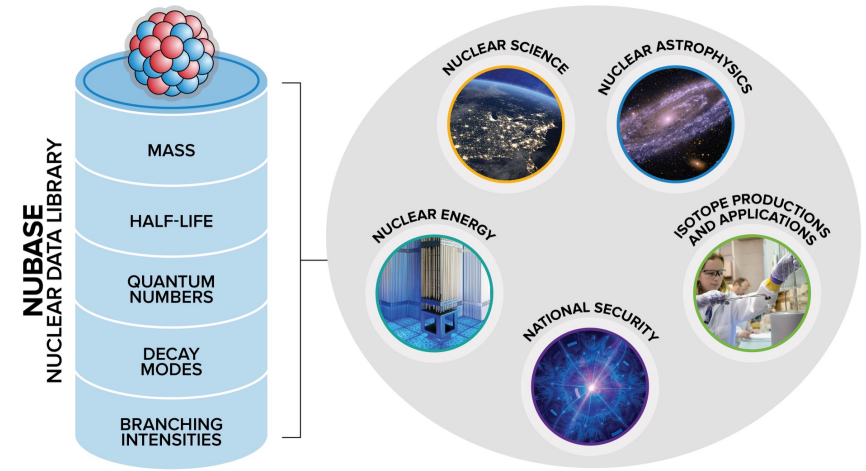 NUBASE
NUCLEAR DATA LIBRARY
MASS
HALF-LIFE
QUANTUM
NUMBERS
DECAY
MODES
BRANCHING
INTENSITIES
NUCLEAR SCIENCE
NUCLEAR ASTROPHYSICS
NUCLEAR ENERGY
ISOTOPE PRODUCTIONS
AND APPLICATIONS
NATIONAL SECURITY